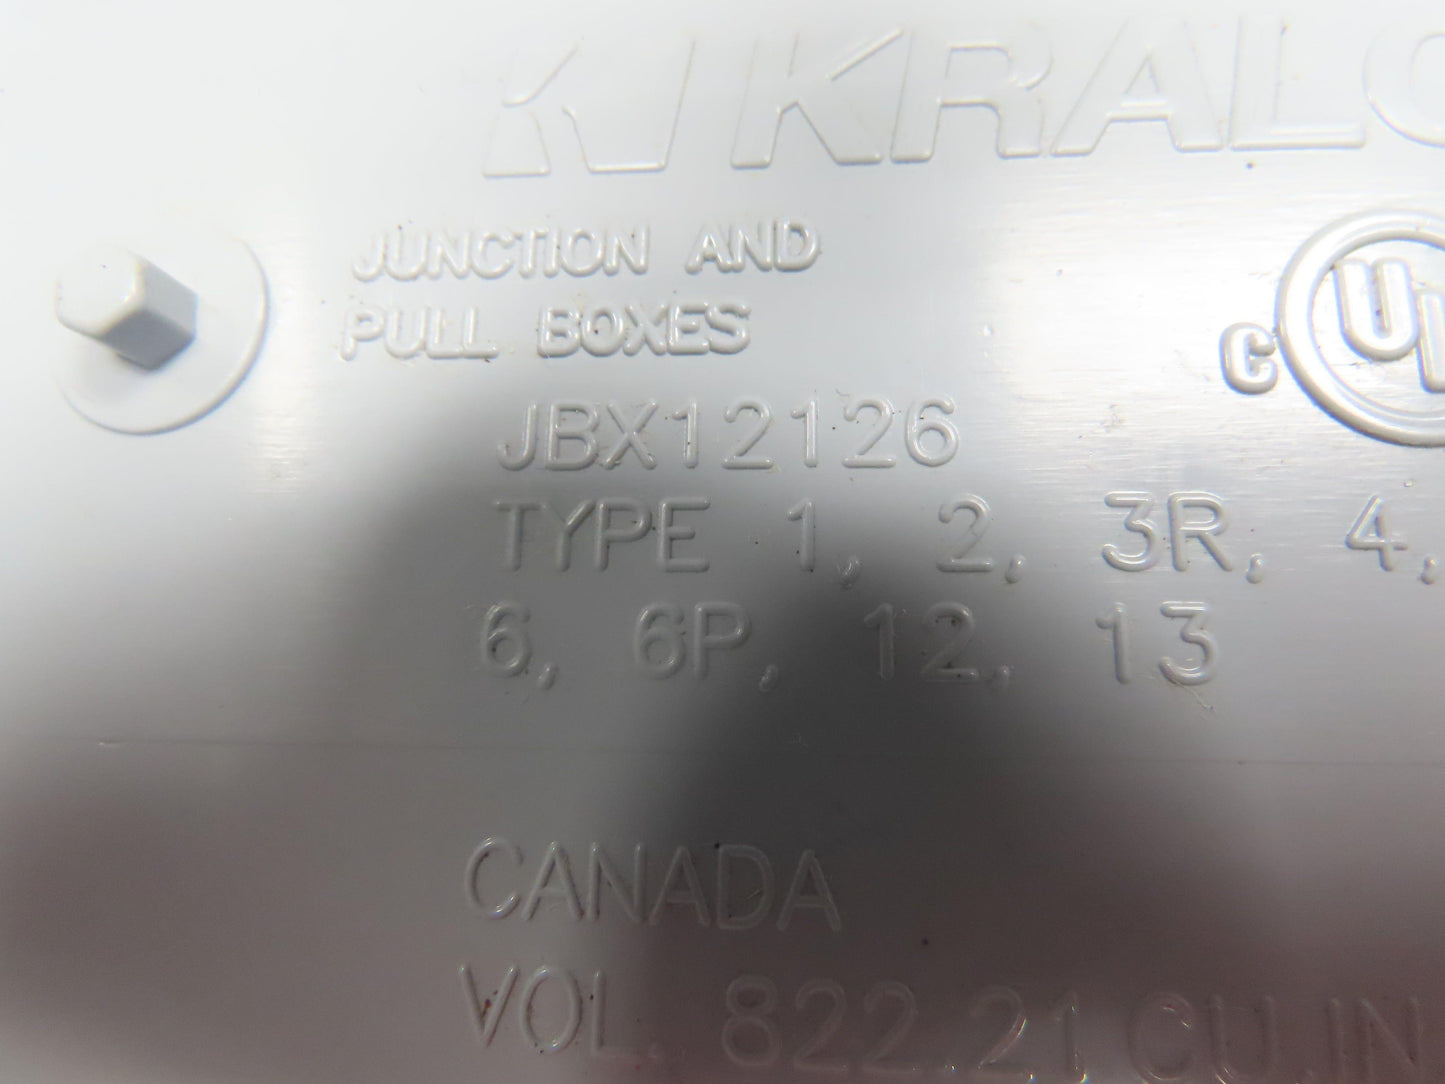 KRALO
JUNCTION AND
PULL BOXES
C UL
JBX12126
TYPE 1, 2, 3R, 4,
6, 6P, 12, 13
CANADA
VOL. 822.21 CU.IN